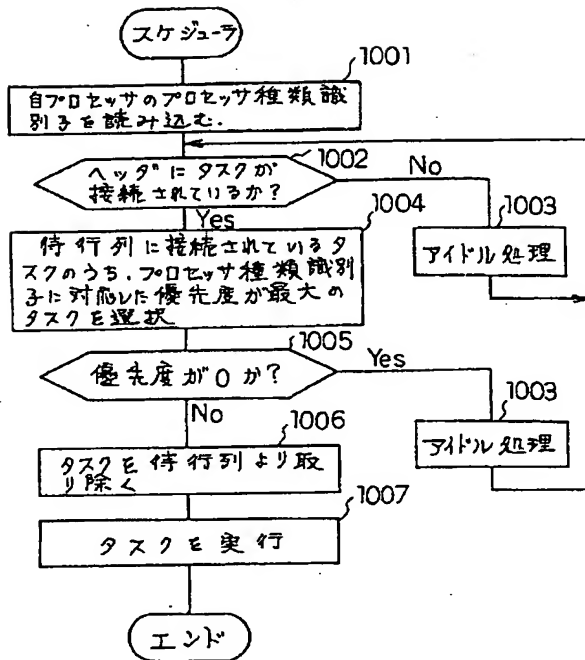 スケジューラ
1001
自プロセッサのプロセッサ種類識
別子を読み込む.
1002
ヘッダにタスクが
接続されているか?
No
Yes
1004
1003
待行列に接続されているタ
スクのうち,プロセッサ種類識別
子に対応した優先度が最大の
タスクを選択
アイドル処理
1005
優先度が0か?
Yes
No
1003
1006
アイドル処理
タスクを待行列より取
り除く
1007
タスクを実行
エンド